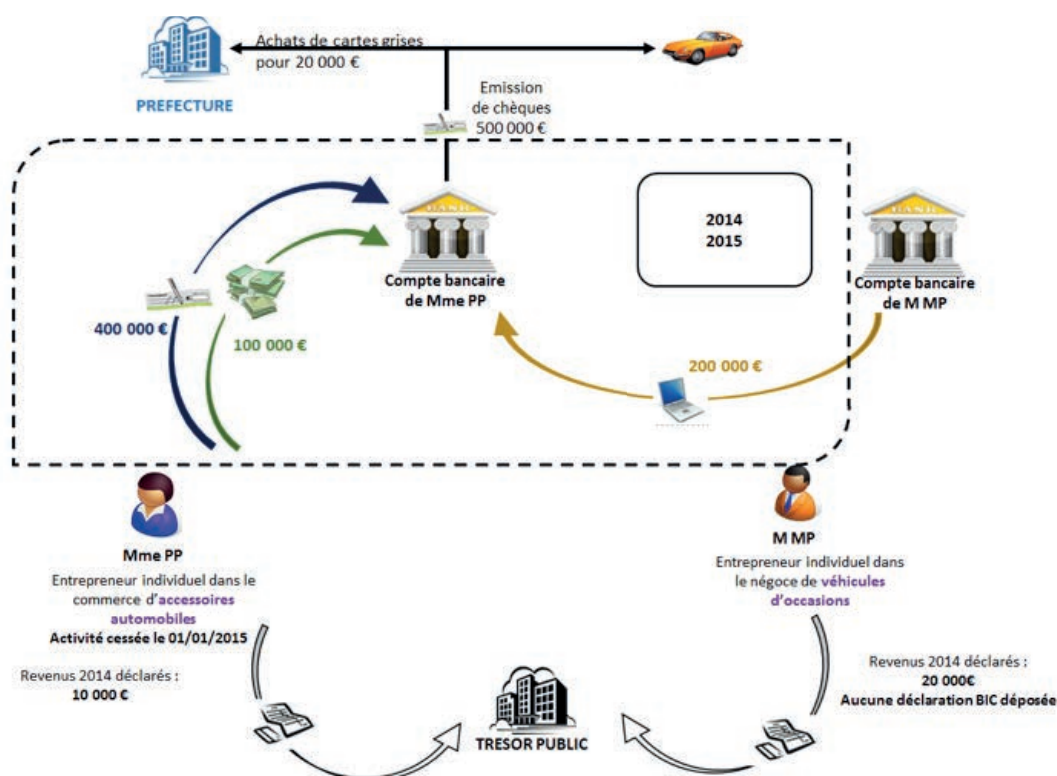 Achats de cartes grises
pour 20 000 €
PREFECTURE
Emission
de chèques
500 000 €
BANK
Compte bancaire
de Mme PP
2014
2015
BANK
Compte bancaire
de M MP
400 000 €
100 000 €
200 000 €
Mme PP
Entrepreneur individuel dans le
commerce d'accessoires
automobiles
Activité cessée le 01/01/2015
Revenus 2014 déclarés :
10 000 €
M MP
Entrepreneur individuel dans
le négoce de véhicules
d'occasions
Revenus 2014 déclarés :
20 000€
Aucune déclaration BIC déposée
TRESOR PUBLIC